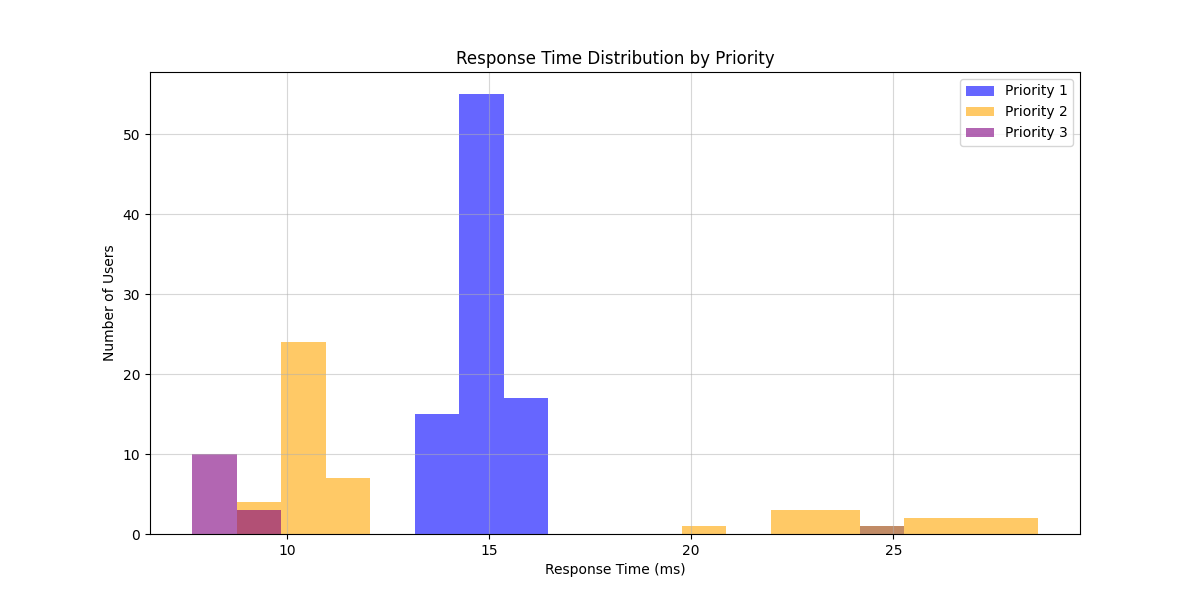 Response Time Distribution by Priority
Priority 1
Priority 2
Priority 3
Number of Users
50
40
30
20
10
0
10 15 20 25
Response Time (ms)